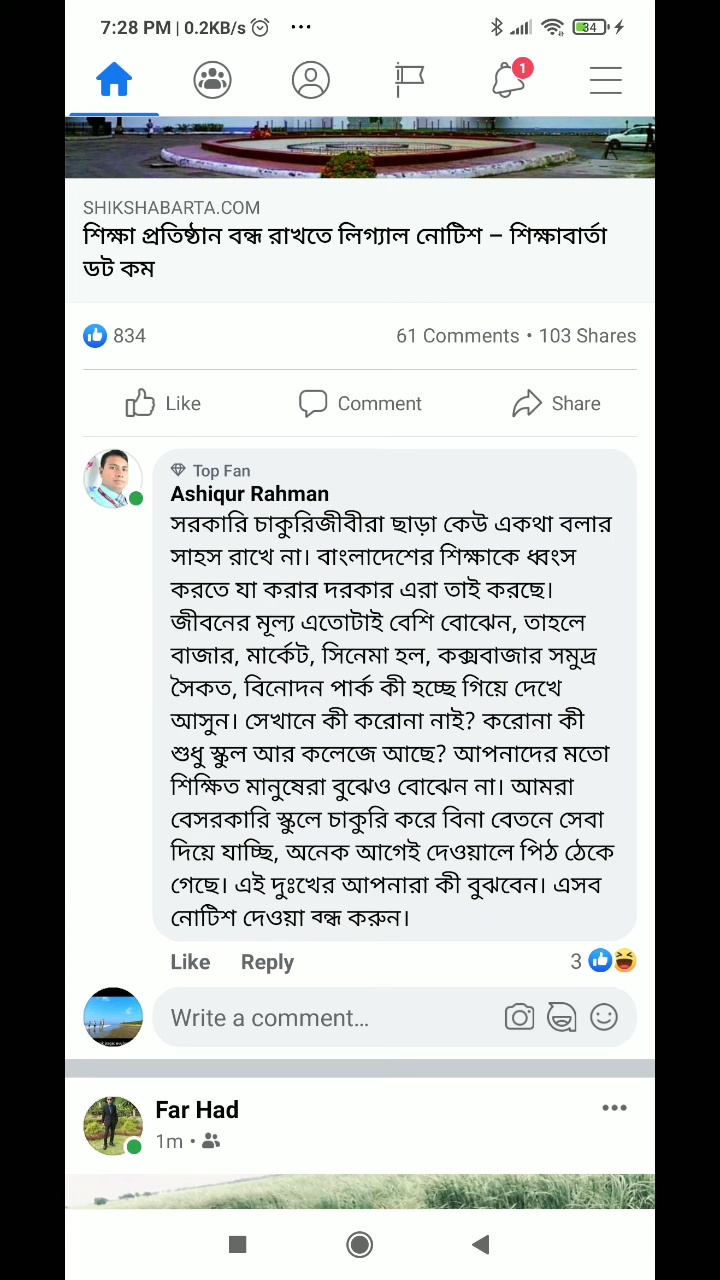 7:28 PM | 0.2KB/s ...
34
1
SHIKSHABARTA.COM
শিক্ষা প্রতিষ্ঠান বন্ধ রাখতে লিগ্যাল নোটিশ – শিক্ষাবার্তা
ডট কম
834 61 Comments • 103 Shares
Like Comment Share
Top Fan
Ashiqur Rahman
সরকারি চাকুরিজীবীরা ছাড়া কেউ একথা বলার
সাহস রাখে না। বাংলাদেশের শিক্ষাকে ধ্বংস
করতে যা করার দরকার এরা তাই করছে।
জীবনের মূল্য এতোটাই বেশি বোঝেন, তাহলে
বাজার, মার্কেট, সিনেমা হল, কক্সবাজার সমুদ্র
সৈকত, বিনোদন পার্ক কী হচ্ছে গিয়ে দেখে
আসুন। সেখানে কী করোনা নাই? করোনা কী
শুধু স্কুল আর কলেজে আছে? আপনাদের মতো
শিক্ষিত মানুষেরা বুঝেও বোঝেন না। আমরা
বেসরকারি স্কুলে চাকুরি করে বিনা বেতনে সেবা
দিয়ে যাচ্ছি, অনেক আগেই দেওয়ালে পিঠ ঠেকে
গেছে। এই দুঃখের আপনারা কী বুঝবেন। এসব
নোটিশ দেওয়া বন্ধ করুন।
Like Reply 3
Write a comment...
Far Had
1m •